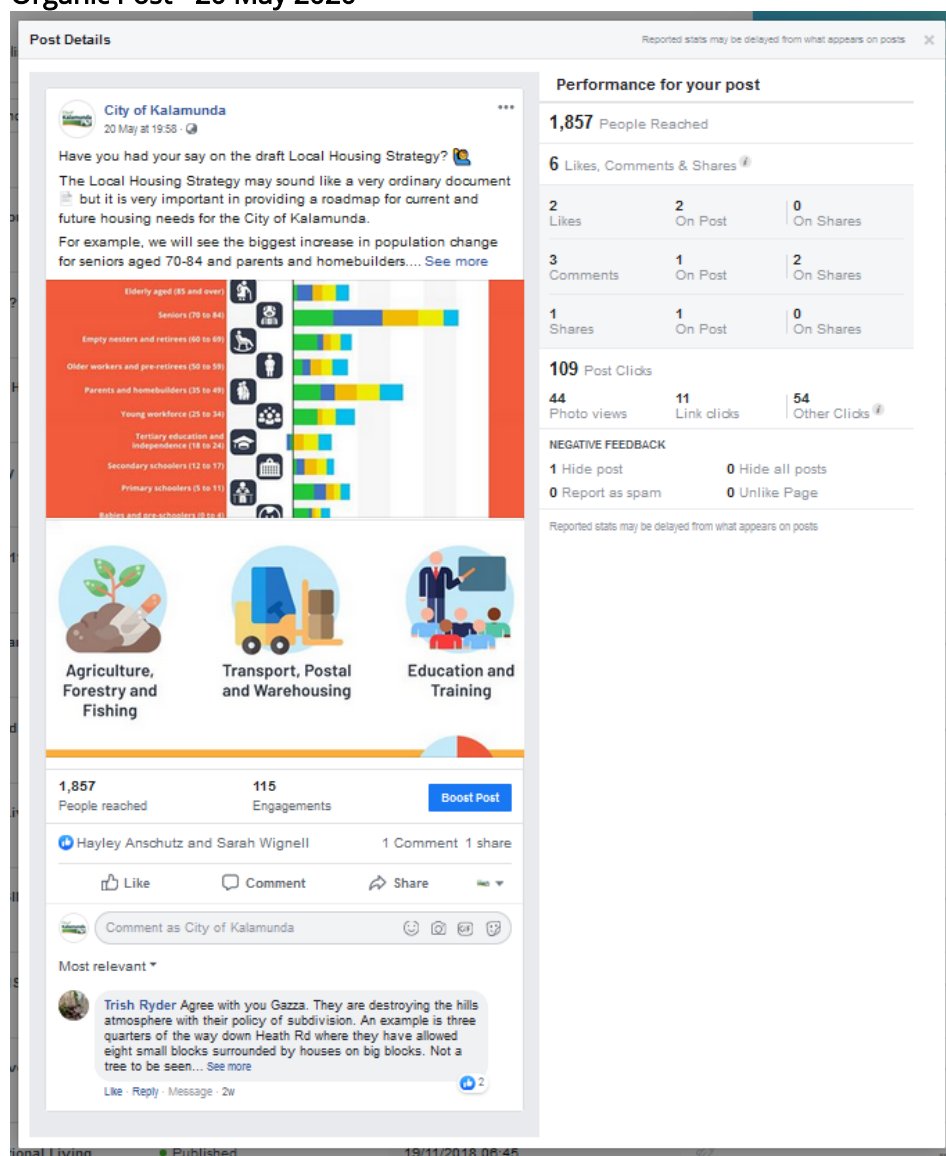 Organic Post - 20 May 2020
Post Details
Reported stats may be delayed from what appears on posts
City of Kalamunda
20 May at 19:58 ·
Have you had your say on the draft Local Housing Strategy?
The Local Housing Strategy may sound like a very ordinary document
but it is very important in providing a roadmap for current and
future housing needs for the City of Kalamunda.
For example, we will see the biggest increase in population change
for seniors aged 70-84 and parents and homebuilders.... See more
Elderly aged (85 and over)
Seniors (70 to 84)
Empty nesters and retirees (60 to 69)
Older workers and pre-retirees (50 to 59)
Parents and homebuilders (35 to 49)
Young workforce (25 to 34)
Tertiary education and
independence (18 to 24)
Secondary schoolers (12 to 17)
Primary schoolers (5 to 11)
Babies and pre-schoolers (0 to 4)
Agriculture,
Forestry and
Fishing
Transport, Postal
and Warehousing
Education and
Training
1,857
People reached
115
Engagements
Boost Post
Hayley Anschutz and Sarah Wignell
1 Comment 1 share
Like
Comment
Share
Comment as City of Kalamunda
GIF
Most relevant
Trish Ryder Agree with you Gazza. They are destroying the hills
atmosphere with their policy of subdivision. An example is three
quarters of the way down Heath Rd where they have allowed
eight small blocks surrounded by houses on big blocks. Not a
tree to be seen... See more
2
Like · Reply · Message · 2w
Performance for your post
1,857 People Reached
6 Likes, Comments & Shares
2
Likes
2
On Post
0
On Shares
3
Comments
1
On Post
2
On Shares
1
Shares
1
On Post
0
On Shares
109 Post Clicks
44
Photo views
11
Link clicks
54
Other Clicks
NEGATIVE FEEDBACK
1 Hide post
0 Hide all posts
0 Report as spam
0 Unlike Page
Reported stats may be delayed from what appears on posts
tional Living
Published
19/11/2018 06:45